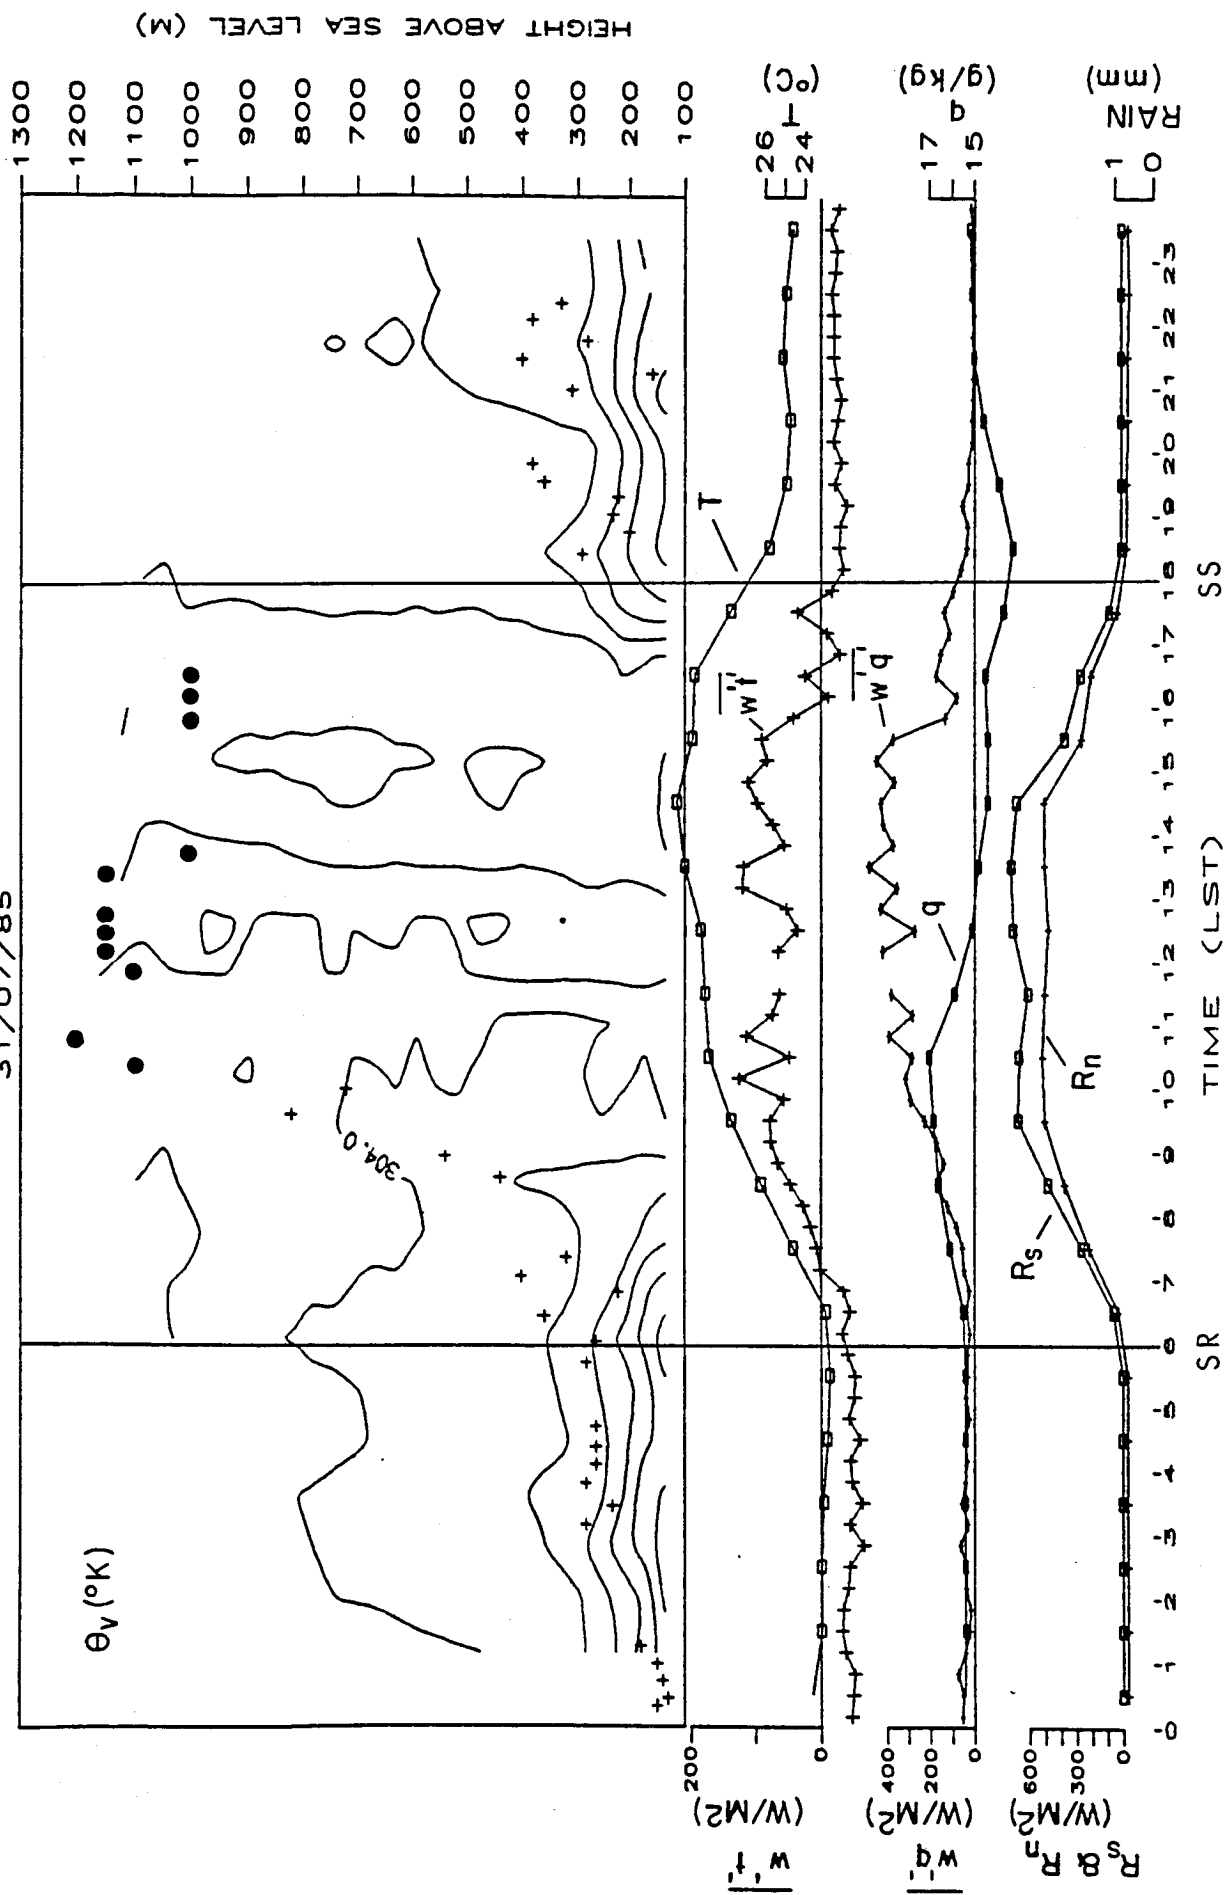 31/07/85
θv (°K)
304.0
1300
1200
1100
1000
900
800
700
600
500
400
300
200
100
HEIGHT ABOVE SEA LEVEL (M)
T
w't'
26
24
T
(°C)
200
0
(W/M2)
w't'
w'q'
q
17
15
q
(g/kg)
400
200
0
(W/M2)
w'q'
Rs
Rn
1
0
RAIN
(mm)
600
300
0
(W/M2)
Rs & Rn
-0 -1 -2 -3 -4 -5 -6 -7 -8 -9 -10 -11 -12 -13 -14 -15 -16 -17 -18 -19 -20 -21 -22 -23
SR
TIME (LST)
SS